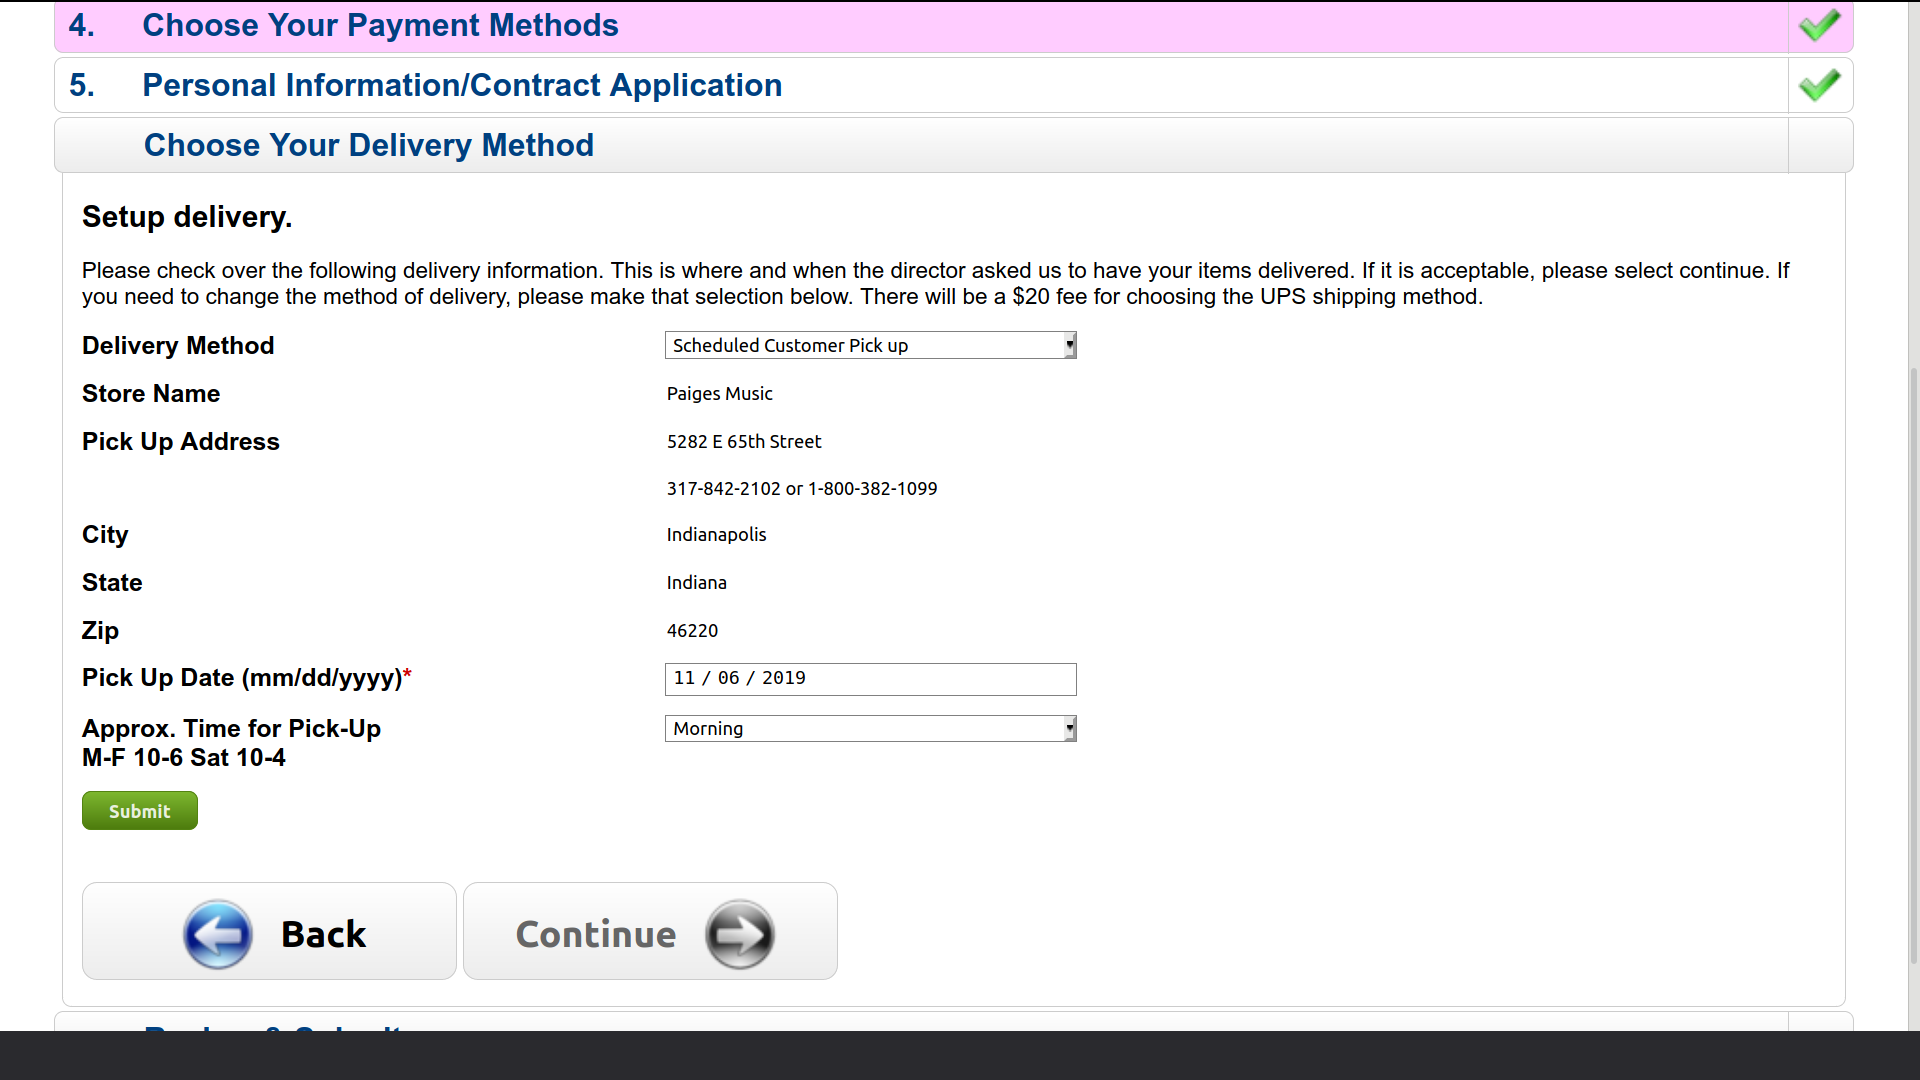 4. Choose Your Payment Methods
5. Personal Information/Contract Application
Choose Your Delivery Method
Setup delivery.
Please check over the following delivery information. This is where and when the director asked us to have your items delivered. If it is acceptable, please select continue. If
you need to change the method of delivery, please make that selection below. There will be a $20 fee for choosing the UPS shipping method.
Delivery Method Scheduled Customer Pick up
Store Name Paiges Music
Pick Up Address 5282 E 65th Street
317-842-2102 or 1-800-382-1099
City Indianapolis
State Indiana
Zip 46220
Pick Up Date (mm/dd/yyyy)* 11 / 06 / 2019
Approx. Time for Pick-Up Morning
M-F 10-6 Sat 10-4
Submit
Back Continue